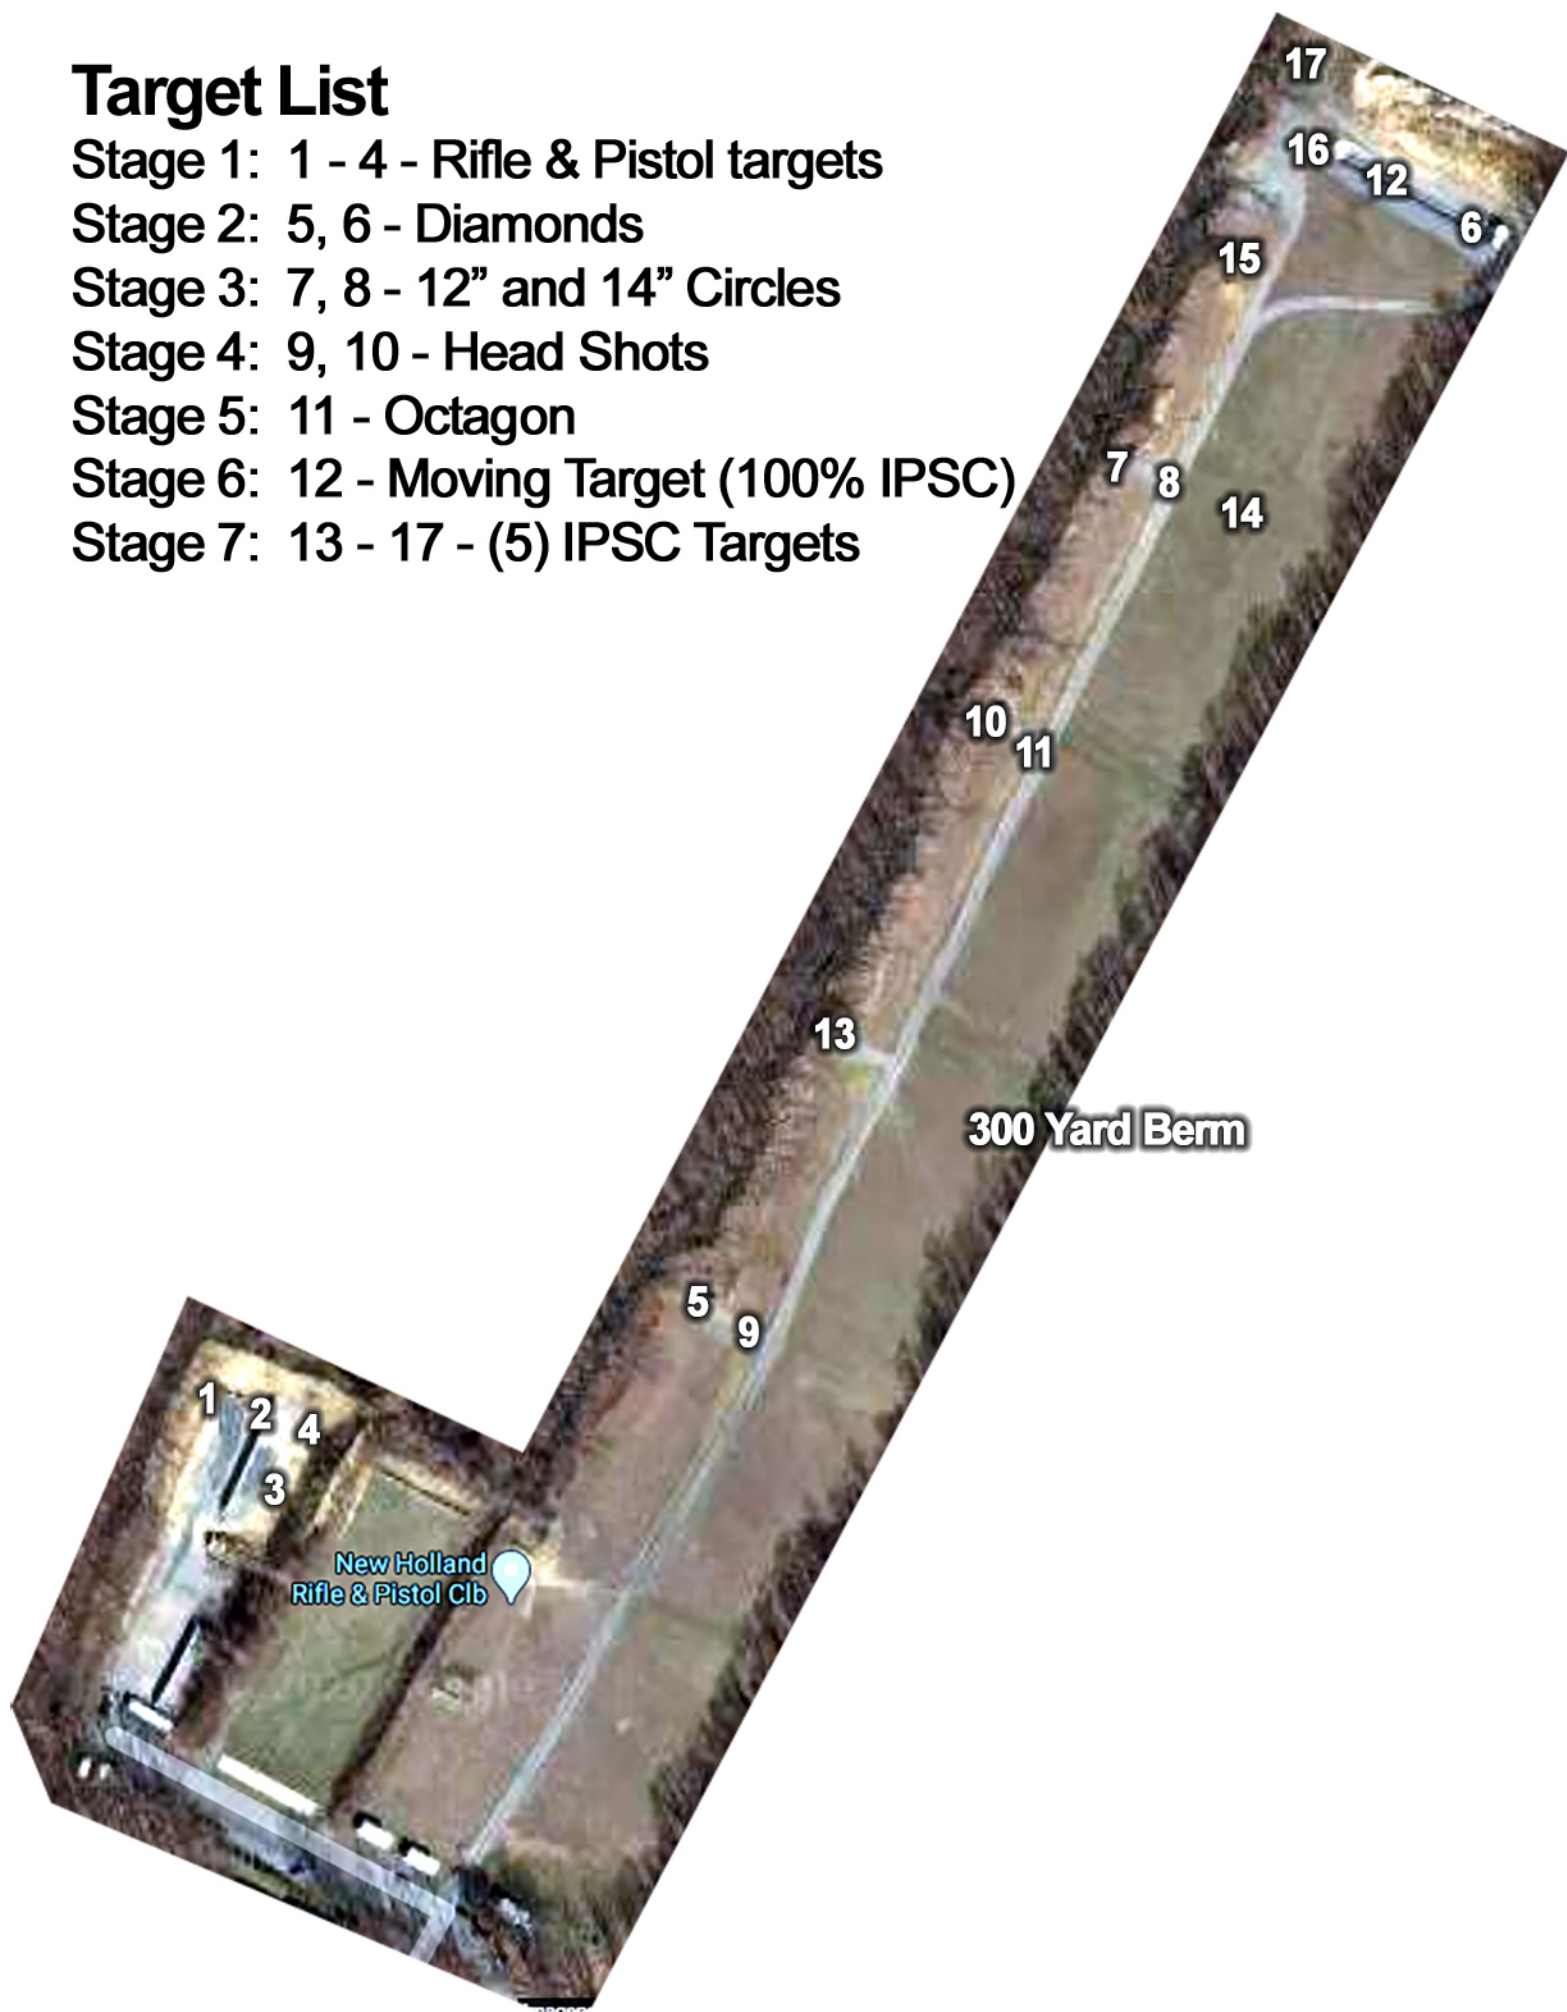 Target List
Stage 1: 1 - 4 - Rifle & Pistol targets
Stage 2: 5, 6 - Diamonds
Stage 3: 7, 8 - 12” and 14” Circles
Stage 4: 9, 10 - Head Shots
Stage 5: 11 - Octagon
Stage 6: 12 - Moving Target (100% IPSC)
Stage 7: 13 - 17 - (5) IPSC Targets
17
16
12
6
15
7
8
14
10
11
13
300 Yard Berm
5
9
1
2
4
3
New Holland
Rifle & Pistol Clb